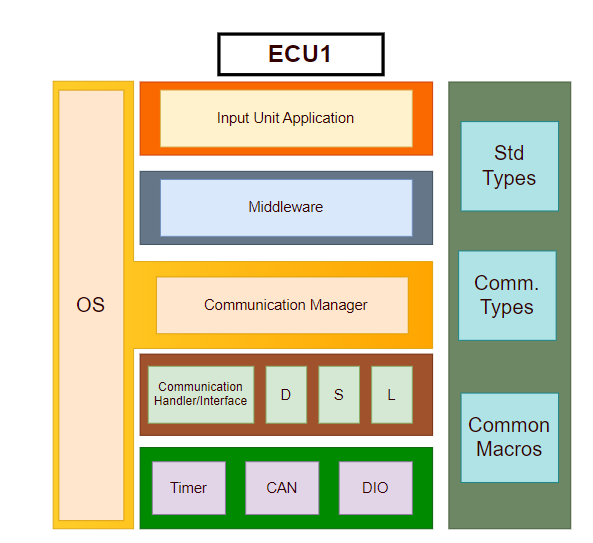 ECU1
OS
Input Unit Application
Middleware
Communication Manager
Communication
Handler/Interface
D
S
L
Timer
CAN
DIO
Std
Types
Comm.
Types
Common
Macros